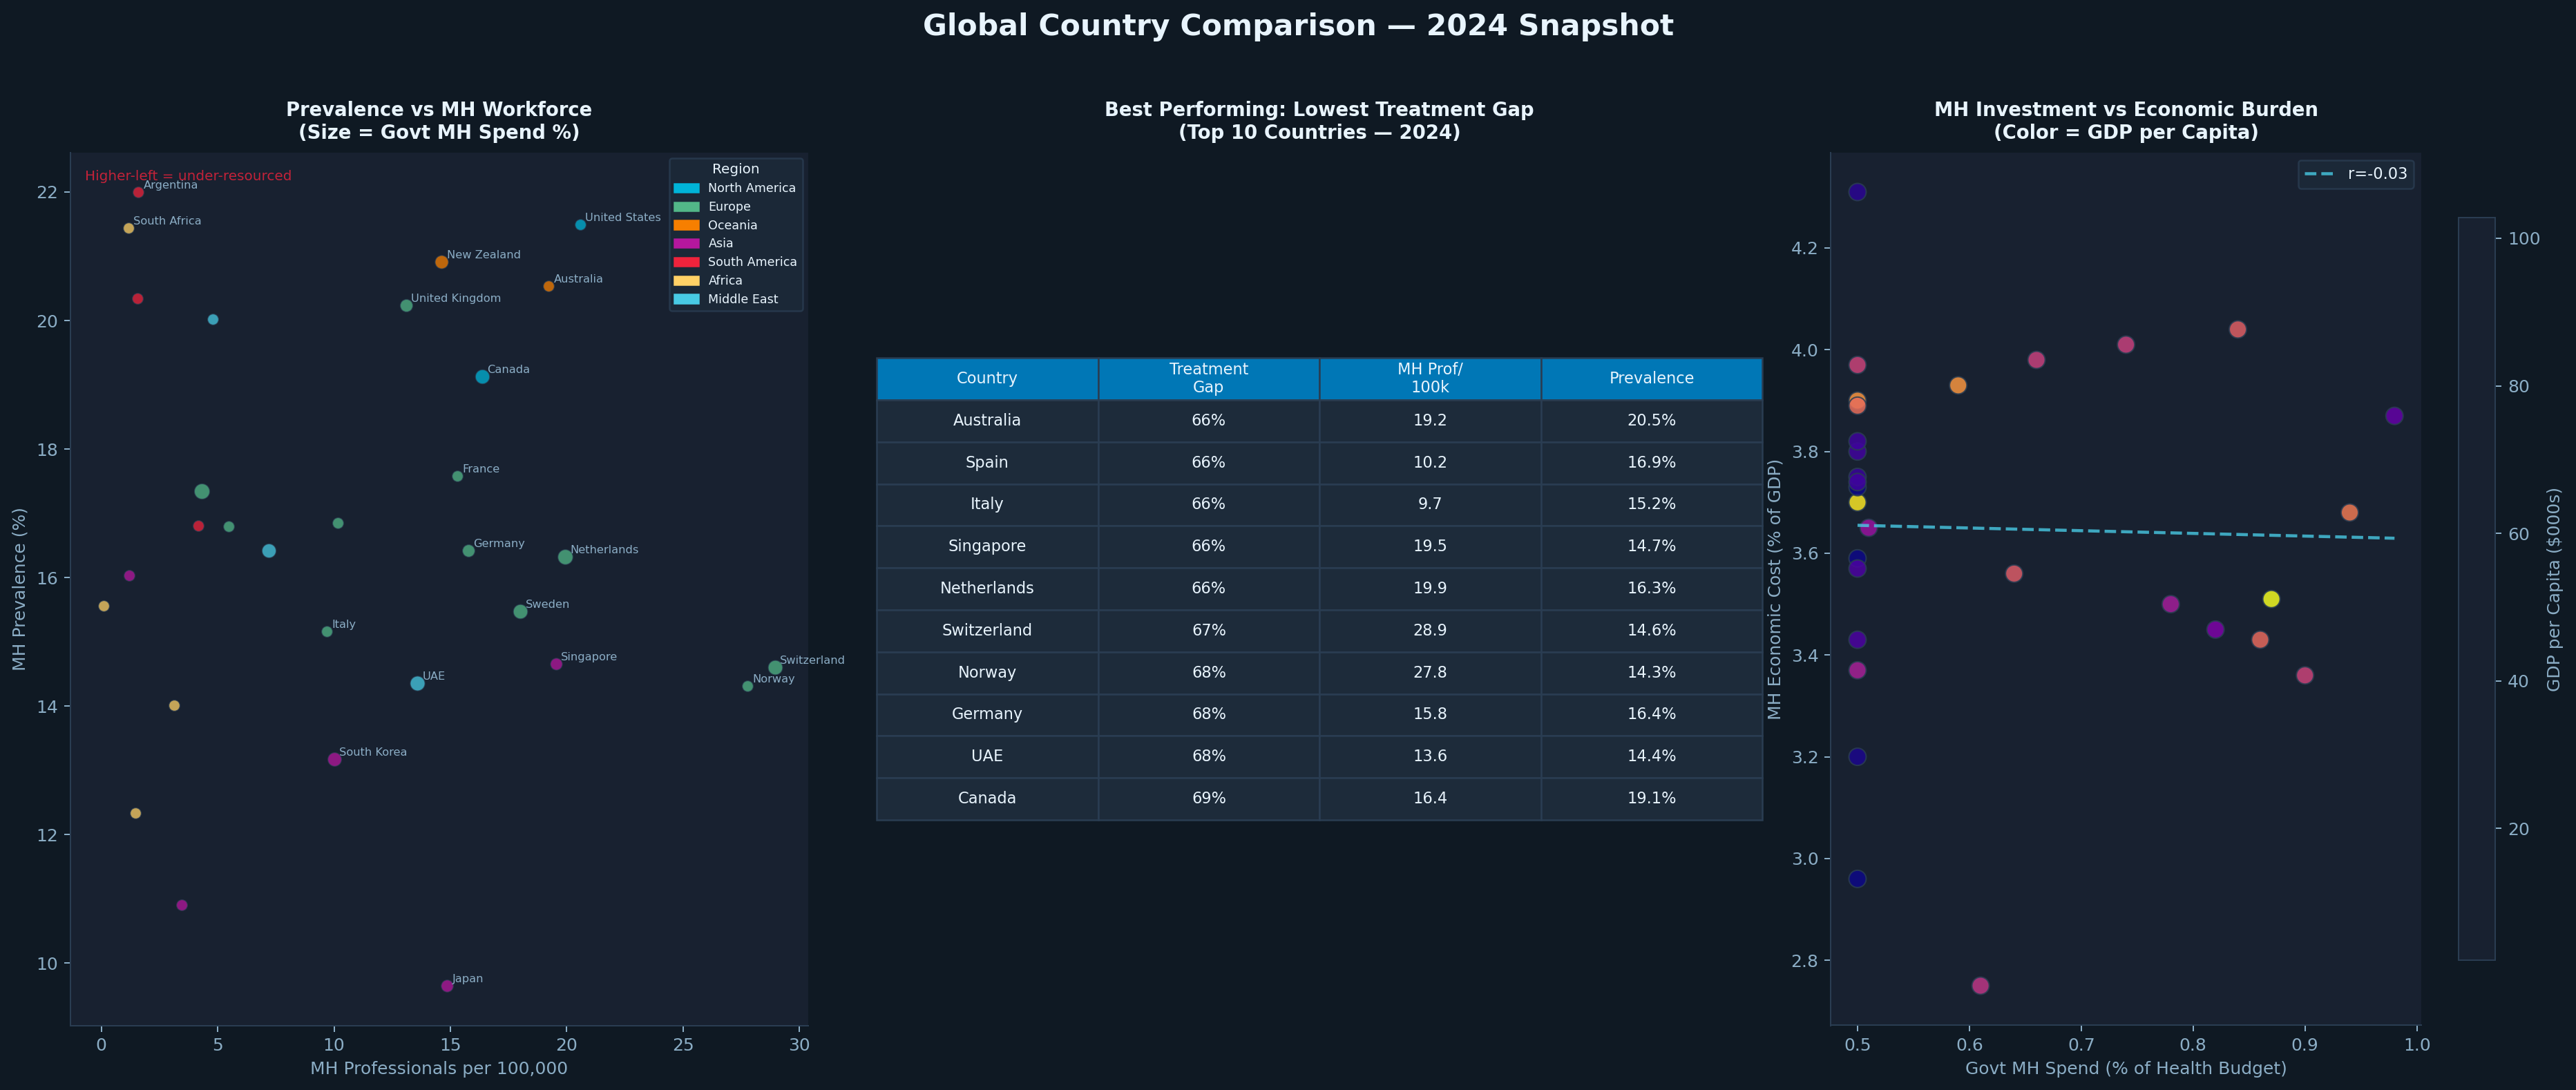 Global Country Comparison — 2024 Snapshot
Prevalence vs MH Workforce
(Size = Govt MH Spend %)
Higher-left = under-resourced
Argentina
South Africa
United States
New Zealand
Australia
United Kingdom
Canada
France
Germany
Netherlands
Sweden
Italy
Singapore
Switzerland
UAE
Norway
South Korea
Japan
Region
North America
Europe
Oceania
Asia
South America
Africa
Middle East
MH Prevalence (%)
22
20
18
16
14
12
10
0 5 10 15 20 25 30
MH Professionals per 100,000
Best Performing: Lowest Treatment Gap
(Top 10 Countries — 2024)
Country Treatment Gap MH Prof/ 100k Prevalence
Australia 66% 19.2 20.5%
Spain 66% 10.2 16.9%
Italy 66% 9.7 15.2%
Singapore 66% 19.5 14.7%
Netherlands 66% 19.9 16.3%
Switzerland 67% 28.9 14.6%
Norway 68% 27.8 14.3%
Germany 68% 15.8 16.4%
UAE 68% 13.6 14.4%
Canada 69% 16.4 19.1%
MH Investment vs Economic Burden
(Color = GDP per Capita)
r=-0.03
MH Economic Cost (% of GDP)
4.2
4.0
3.8
3.6
3.4
3.2
3.0
2.8
0.5 0.6 0.7 0.8 0.9 1.0
Govt MH Spend (% of Health Budget)
100
80
60
40
20
GDP per Capita ($000s)